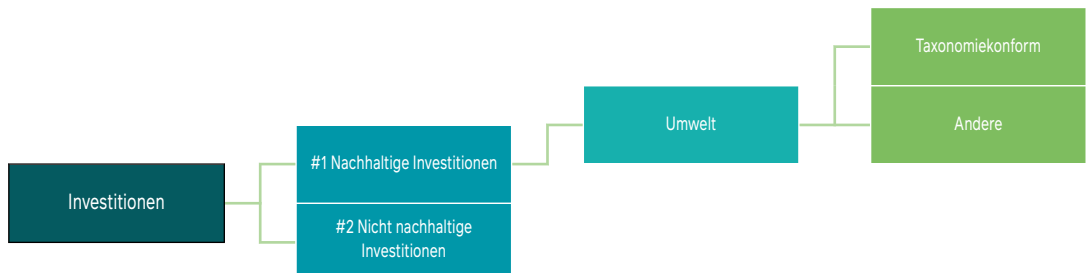 Investitionen
#1 Nachhaltige Investitionen
#2 Nicht nachhaltige
Investitionen
Umwelt
Taxonomiekonform
Andere